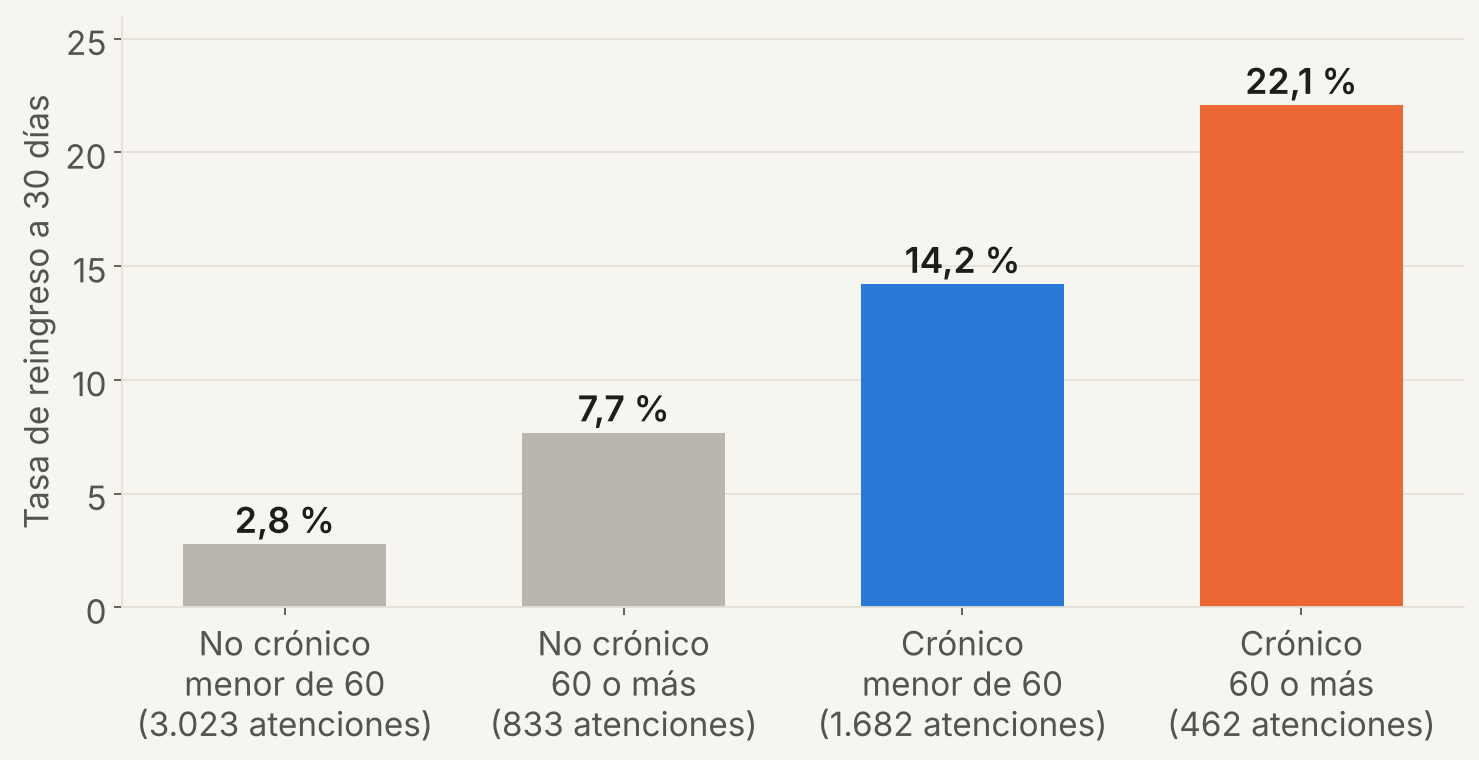 Tasa de reingreso a 30 días
25
20
15
10
5
0
2,8 %
7,7 %
14,2 %
22,1 %
No crónico
menor de 60
(3.023 atenciones)
No crónico
60 o más
(833 atenciones)
Crónico
menor de 60
(1.682 atenciones)
Crónico
60 o más
(462 atenciones)